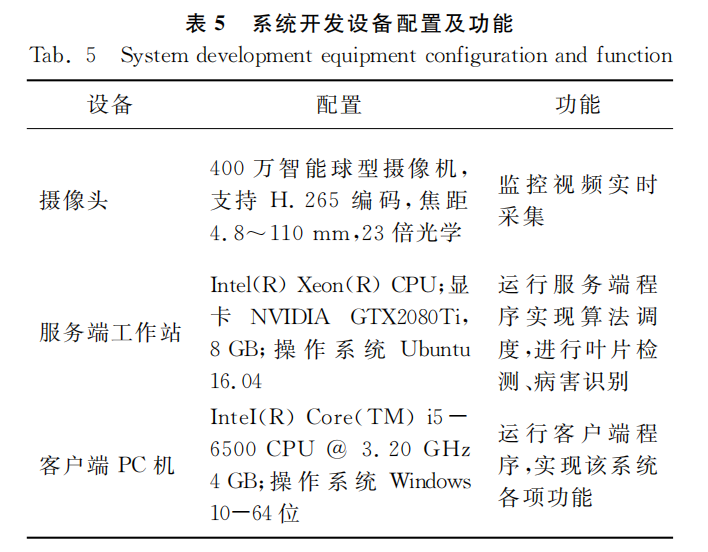 表 5 系统开发设备配置及功能
Tab. 5 System development equipment configuration and function
设备 配置 功能
摄像头
400 万智能球型摄像机,
支持 H. 265 编码,焦距
4.8～110 mm,23 倍光学
监控视频实时
采集
服务端工作站
Intel(R) Xeon(R) CPU;显
卡 NVIDIA GTX2080Ti,
8 GB;操作系统 Ubuntu
16.04
运行服务端程
序实现算法调
度,进行叶片检
测、病害识别
客户端 PC 机
InteI(R) Core(TM) i5－
6500 CPU @ 3.20 GHz
4 GB;操作系统 Windows
10－64 位
运行客户端程
序,实现该系统
各项功能